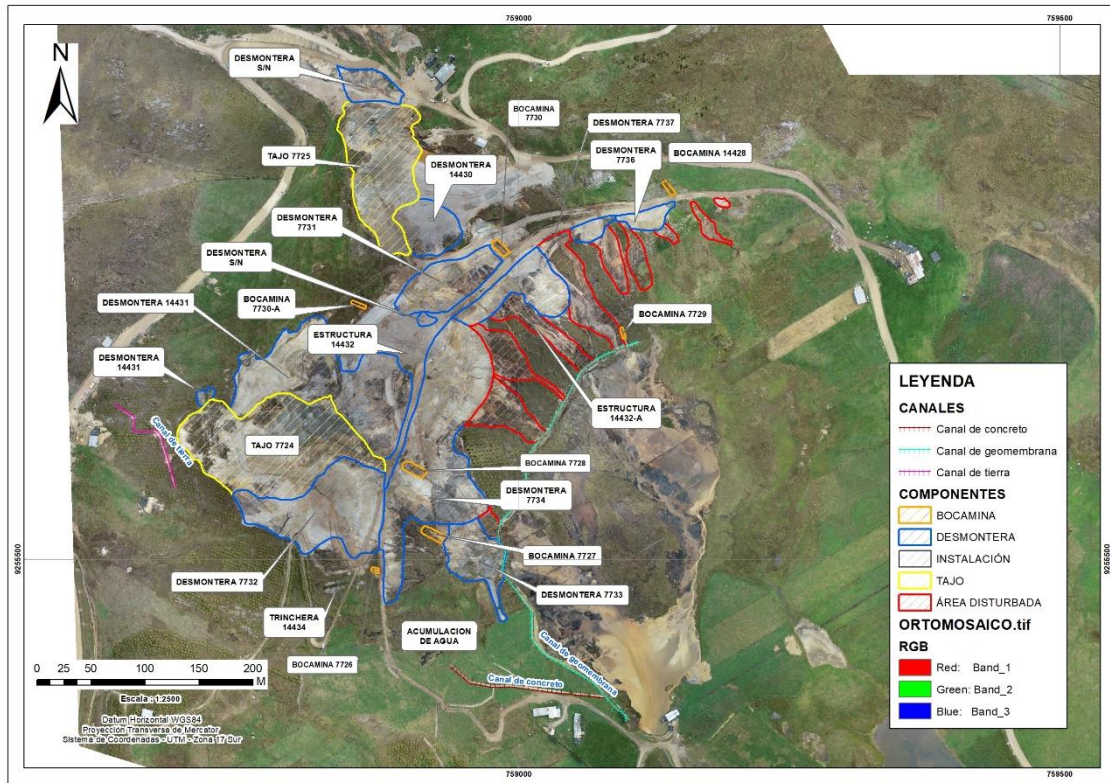 759000
759500
N
DESMONTERA
S/N
BOCAMINA
7730
DESMONTERA 7737
DESMONTERA
7736
BOCAMINA 14428
TAJO 7725
DESMONTERA
14430
DESMONTERA
7731
DESMONTERA
S/N
BOCAMINA
7730-A
DESMONTERA 14431
ESTRUCTURA
14432
BOCAMINA 7729
DESMONTERA
14431
ESTRUCTURA
14432-A
Canal de tierra
TAJO 7724
BOCAMINA 7728
DESMONTERA
7734
BOCAMINA 7727
DESMONTERA 7732
DESMONTERA 7733
TRINCHERA
14434
ACUMULACION
DE AGUA
BOCAMINA 7726
Canal de geomembrana
Canal de concreto
9255500
9255500
LEYENDA
CANALES
Canal de concreto
Canal de geomembrana
Canal de tierra
COMPONENTES
BOCAMINA
DESMONTERA
INSTALACIÓN
TAJO
ÁREA DISTURBADA
ORTOMOSAICO.tif
RGB
Red: Band_1
Green: Band_2
Blue: Band_3
0 25 50 100 150 200
M
Escala : 1:2500
Datum Horizontal WGS84
Proyección Transversa de Mercator
Sistema de Coordenadas - UTM - Zona 17 Sur
759000
759500